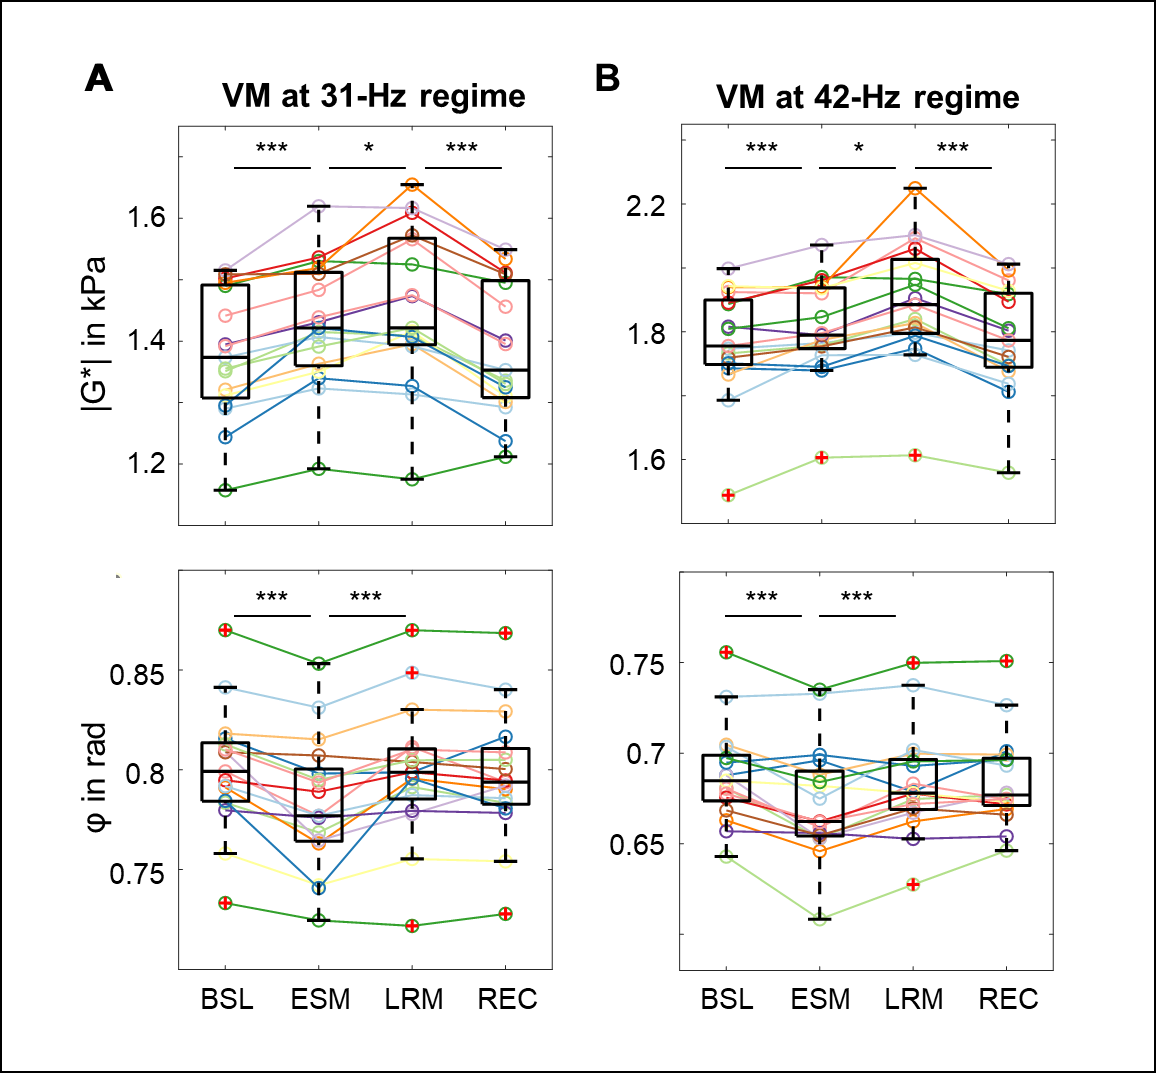 A
B
VM at 31-Hz regime
VM at 42-Hz regime
|G*| in kPa
1.6
1.4
1.2
*** * ***
2.2
1.8
1.6
*** * ***
φ in rad
0.85
0.8
0.75
*** ***
0.75
0.7
0.65
*** ***
BSL ESM LRM REC
BSL ESM LRM REC